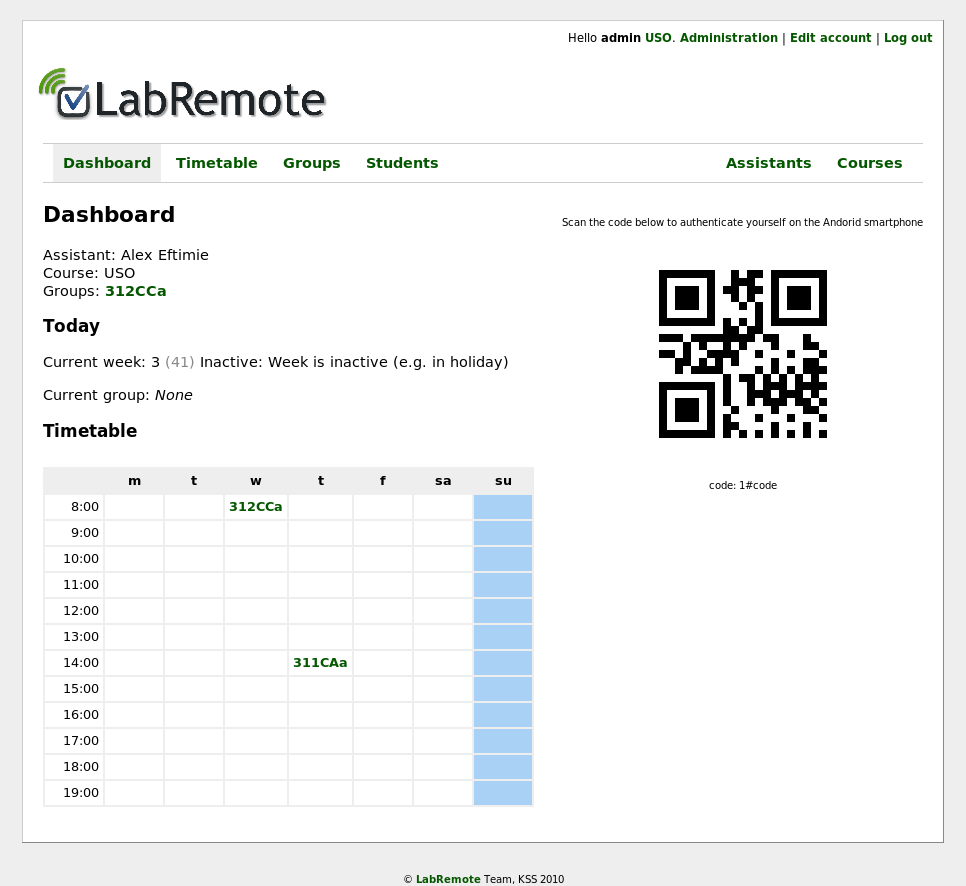 Hello admin USO. Administration | Edit account | Log out
LabRemote
Dashboard Timetable Groups Students Assistants Courses
Dashboard
Scan the code below to authenticate yourself on the Andorid smartphone
Assistant: Alex Eftimie
Course: USO
Groups: 312CCa
Today
Current week: 3 (41) Inactive: Week is inactive (e.g. in holiday)
Current group: None
Timetable
code: 1#code
m t w t f sa su
8:00 312CCa
9:00
10:00
11:00
12:00
13:00
14:00 311CAa
15:00
16:00
17:00
18:00
19:00
© LabRemote Team, KSS 2010